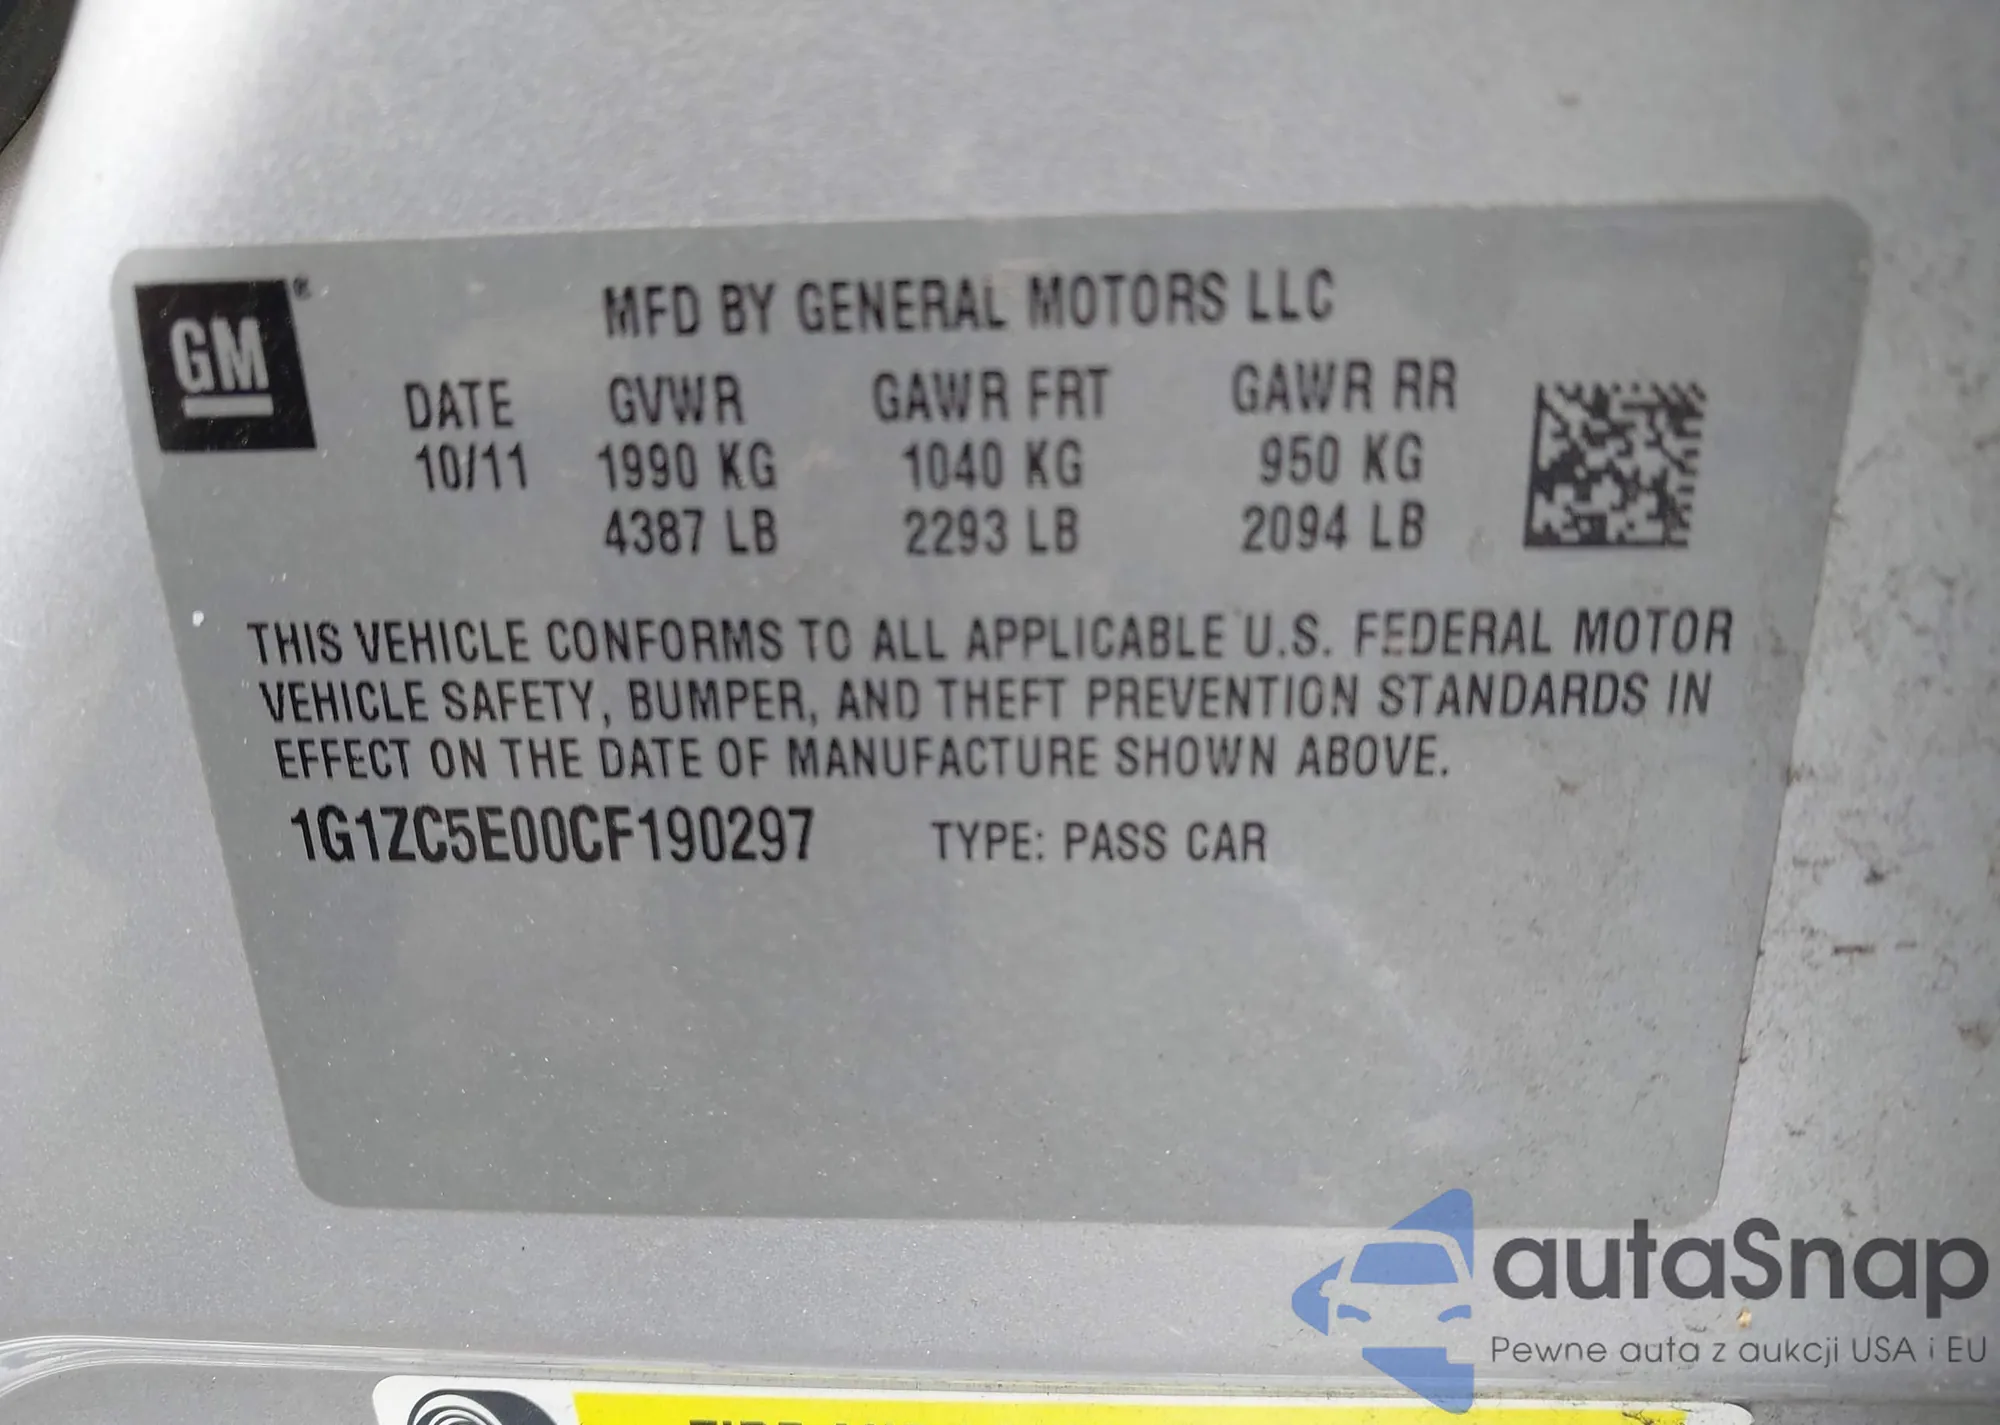 GM®
MFD BY GENERAL MOTORS LLC
DATE GVWR GAWR FRT GAWR RR
10/11 1990 KG 1040 KG 950 KG
4387 LB 2293 LB 2094 LB
THIS VEHICLE CONFORMS TO ALL APPLICABLE U.S. FEDERAL MOTOR
VEHICLE SAFETY, BUMPER, AND THEFT PREVENTION STANDARDS IN
EFFECT ON THE DATE OF MANUFACTURE SHOWN ABOVE.
1G1ZC5E00CF190297 TYPE: PASS CAR
autaSnap
Pewne auta z aukcji USA i EU